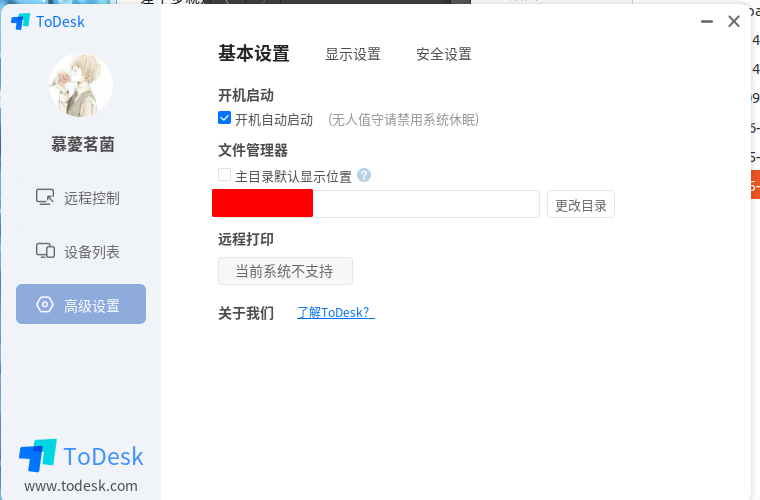 ToDesk
基本设置 显示设置 安全设置
慕薆茗菌
远程控制
设备列表
高级设置
开机启动
开机自动启动 (无人值守请禁用系统休眠)
文件管理器
主目录默认显示位置 ?
更改目录
远程打印
当前系统不支持
关于我们 了解ToDesk?
ToDesk
www.todesk.com